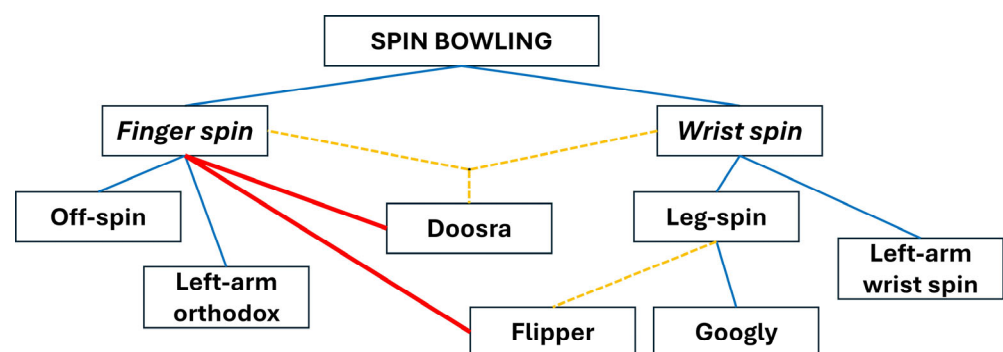 SPIN BOWLING
Finger spin
Wrist spin
Off-spin
Doosra
Leg-spin
Left-arm
orthodox
Left-arm
wrist spin
Flipper
Googly